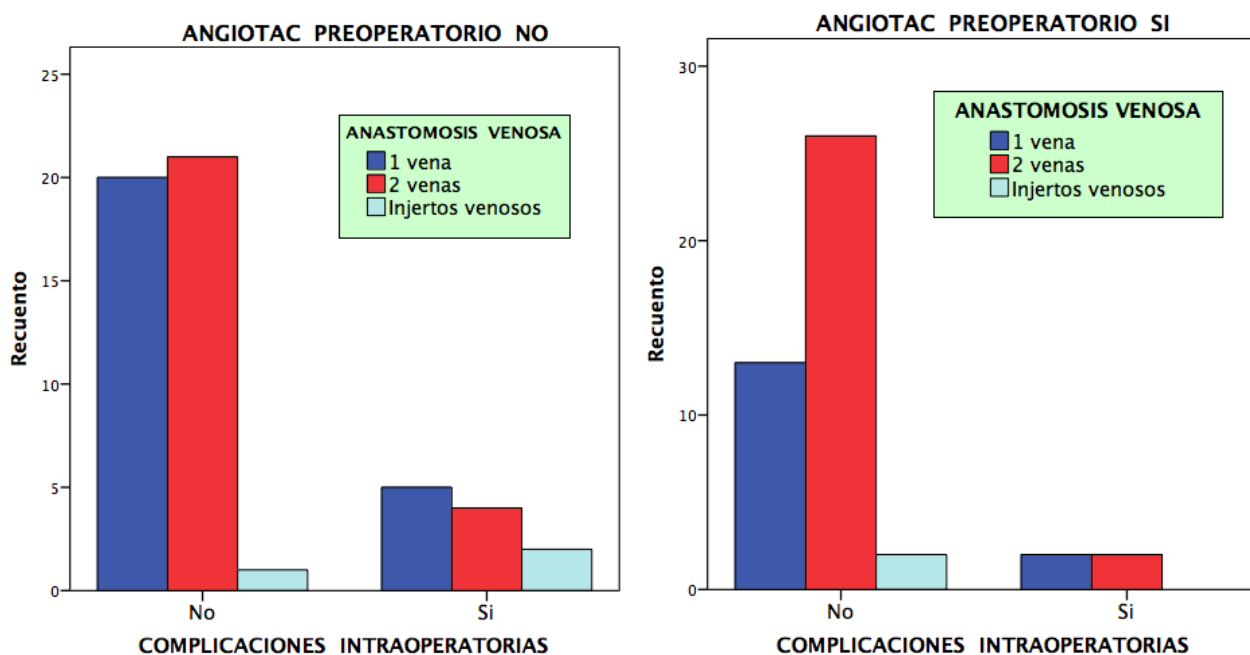 ANGIOTAC PREOPERATORIO NO
25
20
15
10
5
0
Recuento
ANASTOMOSIS VENOSA
1 vena
2 venas
Injertos venosos
No
Si
COMPLICACIONES INTRAOPERATORIAS
ANGIOTAC PREOPERATORIO SI
30
20
10
0
Recuento
ANASTOMOSIS VENOSA
1 vena
2 venas
Injertos venosos
No
Si
COMPLICACIONES INTRAOPERATORIAS